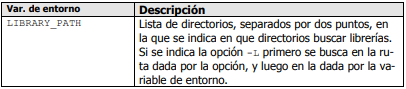 Var. de entorno
Descripción
LIBRARY_PATH
Lista de directorios, separados por dos puntos, en
la que se indica en que directorios buscar librerías.
Si se indica la opción -L primero se busca en la ru-
ta dada por la opción, y luego en la dada por la va-
riable de entorno.